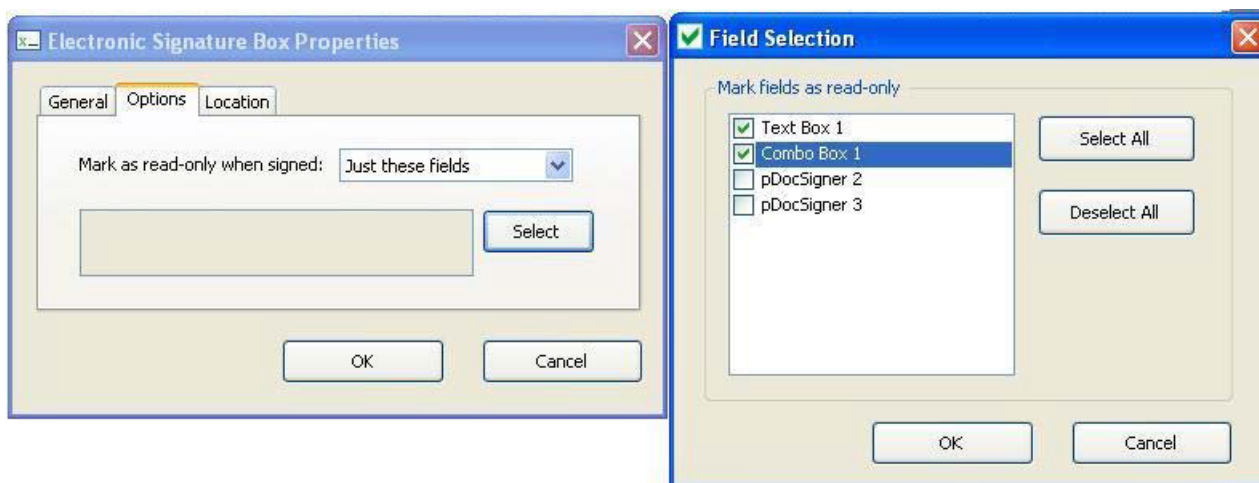 Electronic Signature Box Properties
General Options Location
Mark as read-only when signed: Just these fields
Select
OK Cancel
Field Selection
Mark fields as read-only
Text Box 1
Combo Box 1
pDocSigner 2
pDocSigner 3
Select All
Deselect All
OK Cancel